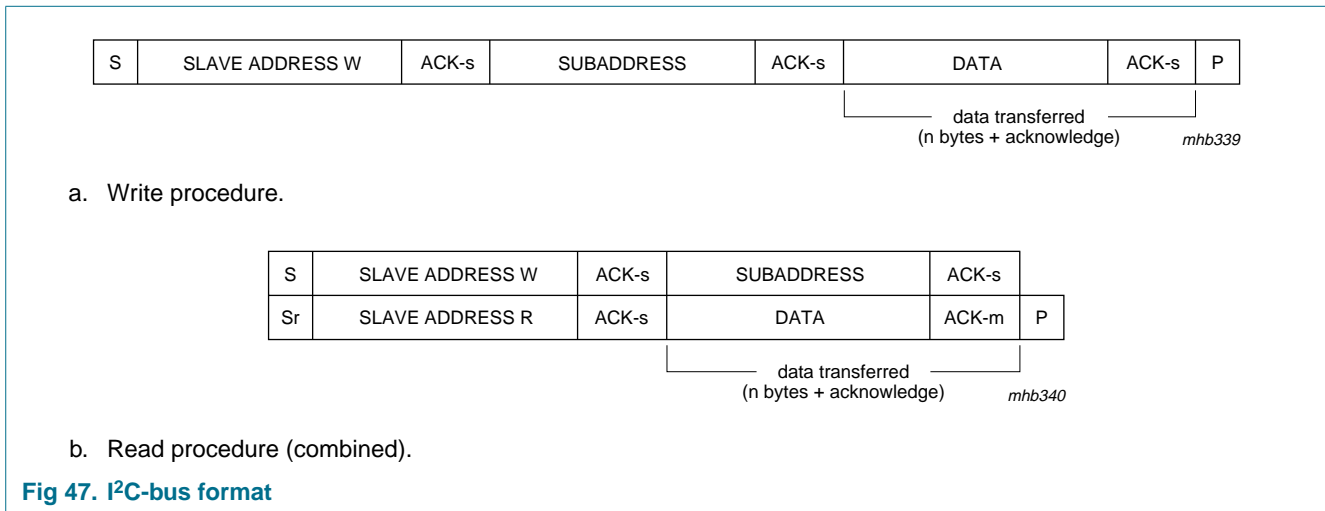 S SLAVE ADDRESS W ACK-s SUBADDRESS ACK-s DATA ACK-s P
data transferred
(n bytes + acknowledge)
mhb339
a. Write procedure.
S SLAVE ADDRESS W ACK-s SUBADDRESS ACK-s
Sr SLAVE ADDRESS R ACK-s DATA ACK-m P
data transferred
(n bytes + acknowledge)
mhb340
b. Read procedure (combined).
Fig 47. I²C-bus format